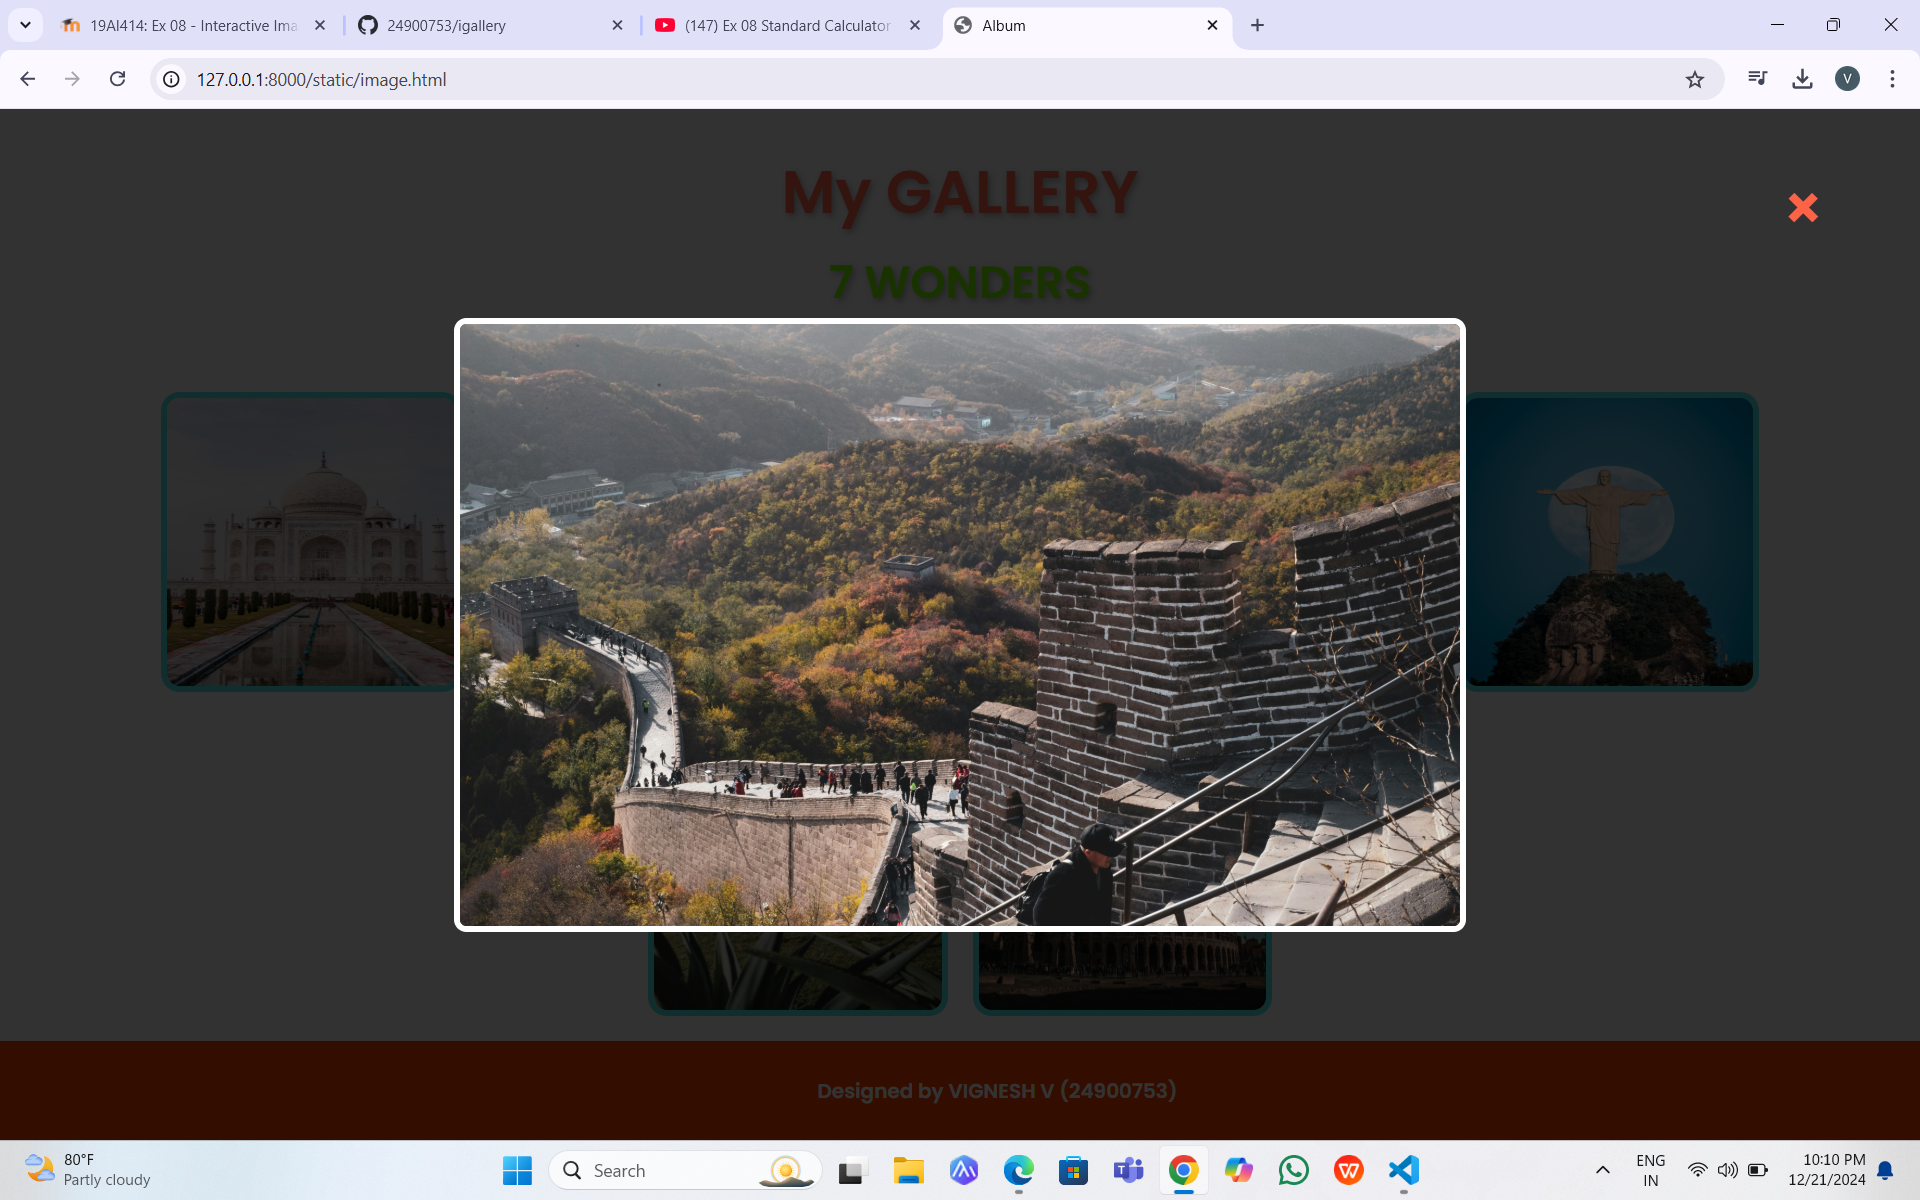 19AI414: Ex 08 - Interactive Ima
24900753/igallery
(147) Ex 08 Standard Calculator
Album
127.0.0.1:8000/static/image.html
V
My GALLERY
7 WONDERS
Designed by VIGNESH V (24900753)
80°F
Partly cloudy
Search
ENG
IN
10:10 PM
12/21/2024